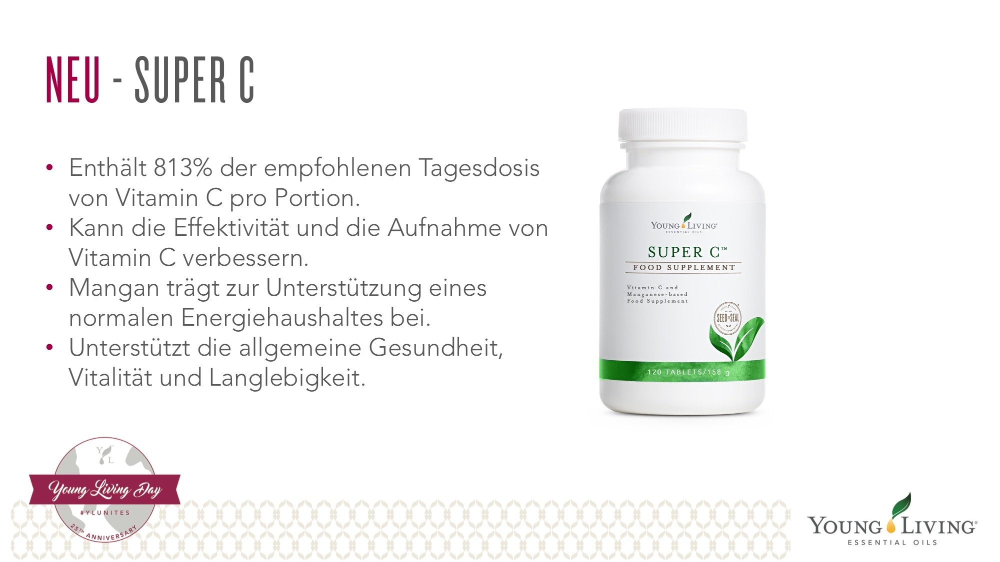 NEU - SUPER C
• Enthält 813% der empfohlenen Tagesdosis
von Vitamin C pro Portion.
• Kann die Effektivität und die Aufnahme von
Vitamin C verbessern.
• Mangan trägt zur Unterstützung eines
normalen Energiehaushaltes bei.
• Unterstützt die allgemeine Gesundheit,
Vitalität und Langlebigkeit.
YOUNG LIVING®
ESSENTIAL OILS
SUPER C™
FOOD SUPPLEMENT
Vitamin C and
Manganese-based
Food Supplement
SEED TO SEAL
120 TABLETS/158 g
Y L
Young Living Day
#YLUNITES
25TH ANNIVERSARY
YOUNG LIVING®
ESSENTIAL OILS